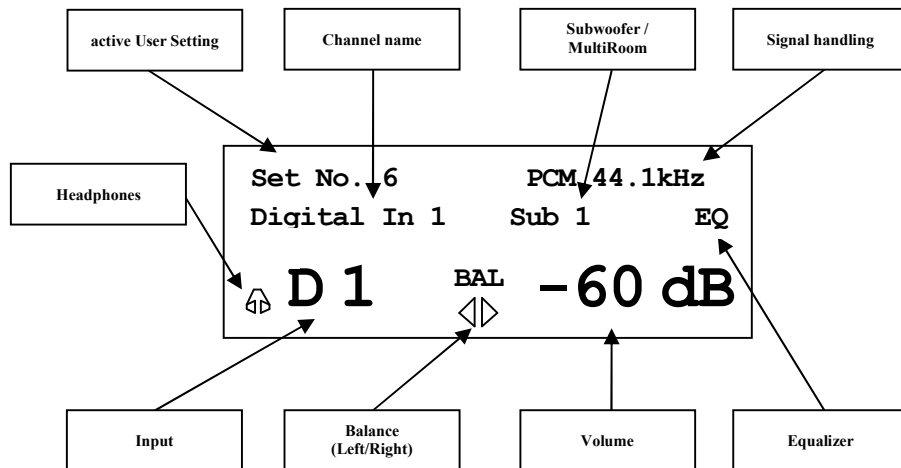 active User Setting
Channel name
Subwoofer /
MultiRoom
Signal handling
Headphones
Set No. 6
PCM 44.1kHz
Digital In 1
Sub 1
EQ
D 1
BAL
-60 dB
Input
Balance
(Left/Right)
Volume
Equalizer